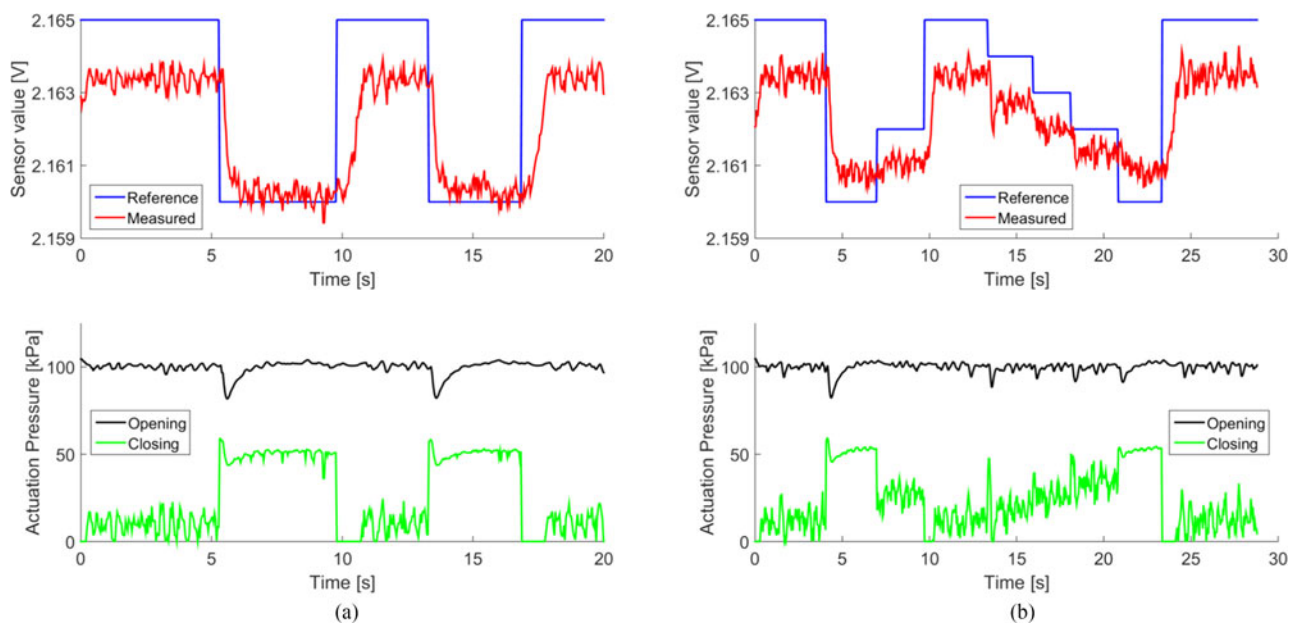 2.165
2.163
2.161
2.159
Sensor value [V]
Reference
Measured
0 5 10 15 20
Time [s]
2.165
2.163
2.161
2.159
Sensor value [V]
Reference
Measured
0 5 10 15 20 25 30
Time [s]
100
50
0
Actuation Pressure [kPa]
Opening
Closing
0 5 10 15 20
Time [s]
(a)
100
50
0
Actuation Pressure [kPa]
Opening
Closing
0 5 10 15 20 25 30
Time [s]
(b)